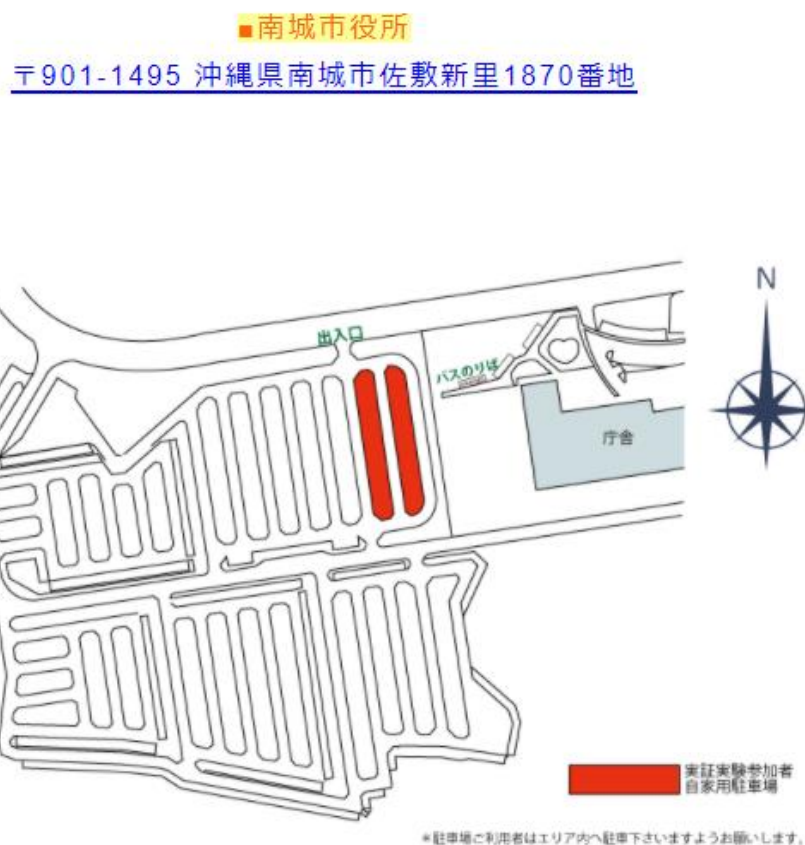 ■南城市役所
〒901-1495 沖縄県南城市佐敷新里1870番地
N
出入口
バスのりば
庁舎
実証実験参加者
自家用駐車場
*駐車場ご利用者はエリア内へ駐車下さいますようお願いします。